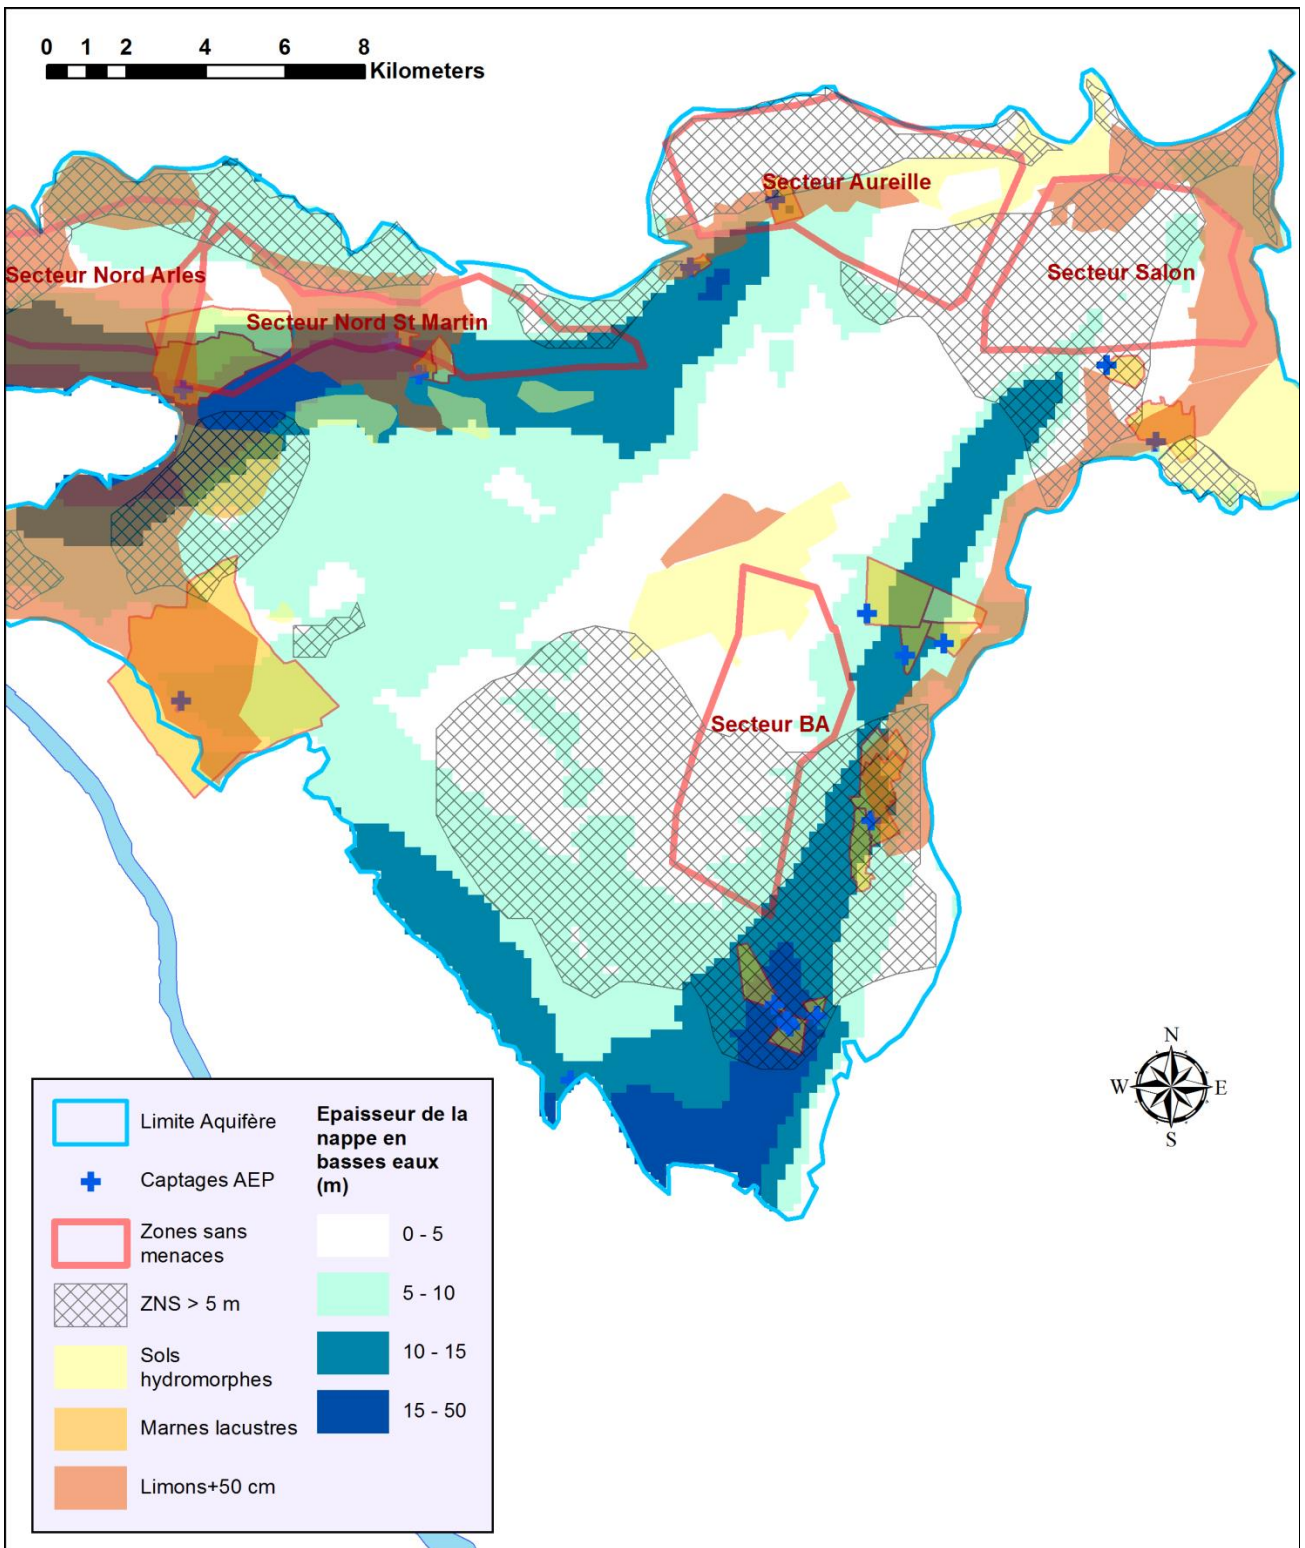 0 1 2 4 6 8
Kilometers
Secteur Aureille
Secteur Nord Arles
Secteur Salon
Secteur Nord St Martin
Secteur BA
N
W E
S
Limite Aquifère
Captages AEP
Zones sans
menaces
ZNS > 5 m
Sols
hydromorphes
Marnes lacustres
Limons+50 cm
Epaisseur de la
nappe en
basses eaux
(m)
0 - 5
5 - 10
10 - 15
15 - 50